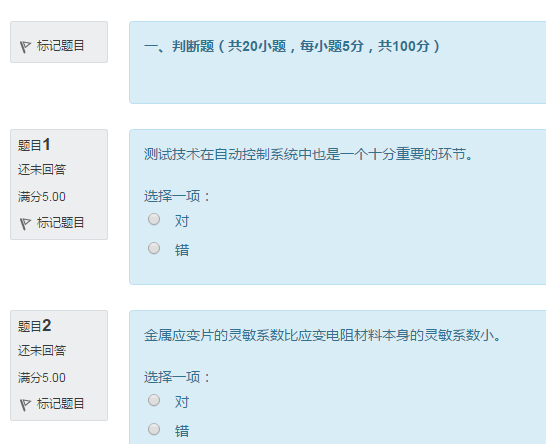 标记题目
一、判断题（共20小题，每小题5分，共100分）
题目1
还未回答
满分5.00
标记题目
测试技术在自动控制系统中也是一个十分重要的环节。
选择一项：
对
错
题目2
还未回答
满分5.00
标记题目
金属应变片的灵敏系数比应变电阻材料本身的灵敏系数小。
选择一项：
对
错